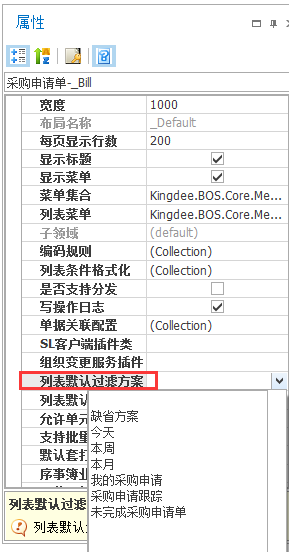 属性
采购申请单-_Bill
宽度 1000
布局名称 _Default
每页显示行数 200
显示标题
显示菜单
菜单集合 Kingdee.BOS.Core.Me...
列表菜单 Kingdee.BOS.Core.Me...
子领域 (default)
编码规则 (Collection)
列表条件格式化 (Collection)
是否支持分发
写操作日志
单据关联配置 (Collection)
SL客户端插件类
组织变更服务插件
列表默认过滤方案
列表默认
缺省方案
允许单元
今天
支持批量
本周
默认套打
本月
序事簿业
我的采购申请
采购申请跟踪
未完成采购申请单
列表默认过滤
列表默